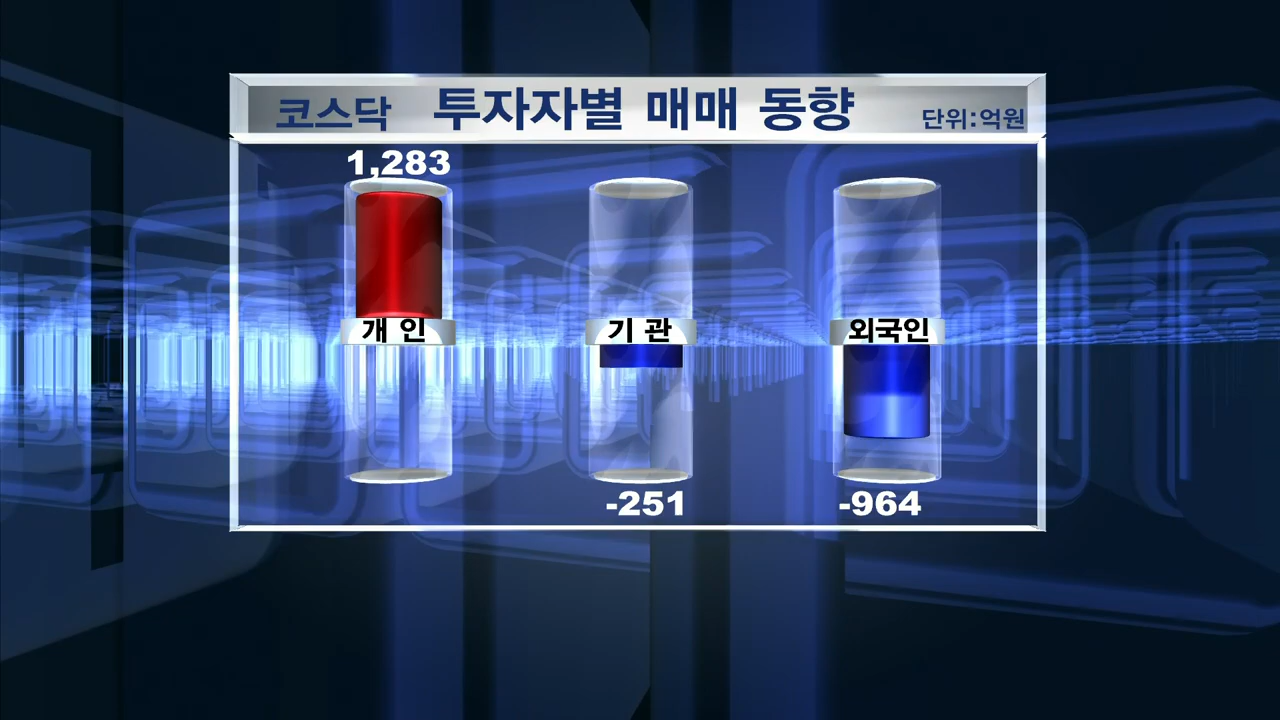 코스닥 투자자별 매매 동향 단위:억원
1,283
개 인 기 관 외국인
-251 -964